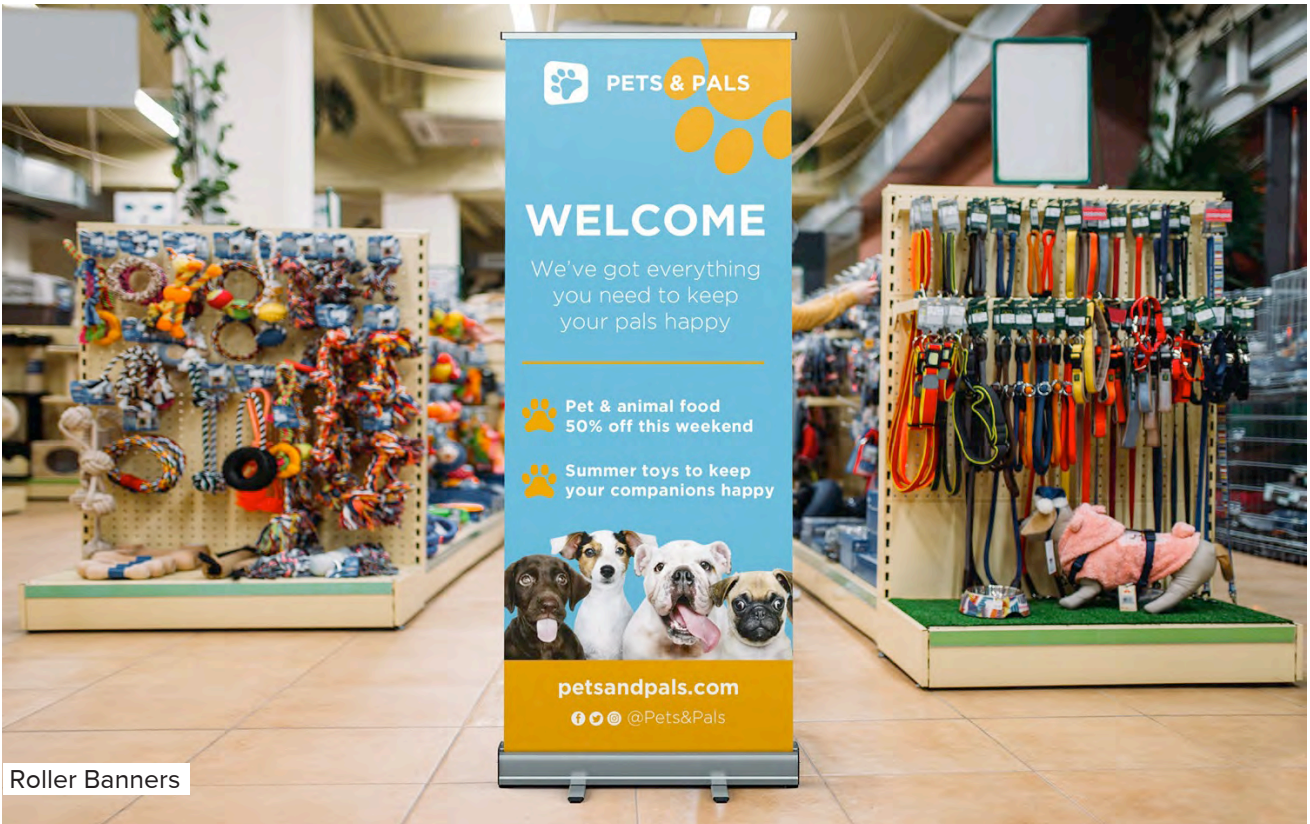 PETS & PALS
WELCOME
We've got everything
you need to keep
your pals happy
Pet & animal food
50% off this weekend
Summer toys to keep
your companions happy
petsandpals.com
@Pets&Pals
Roller Banners